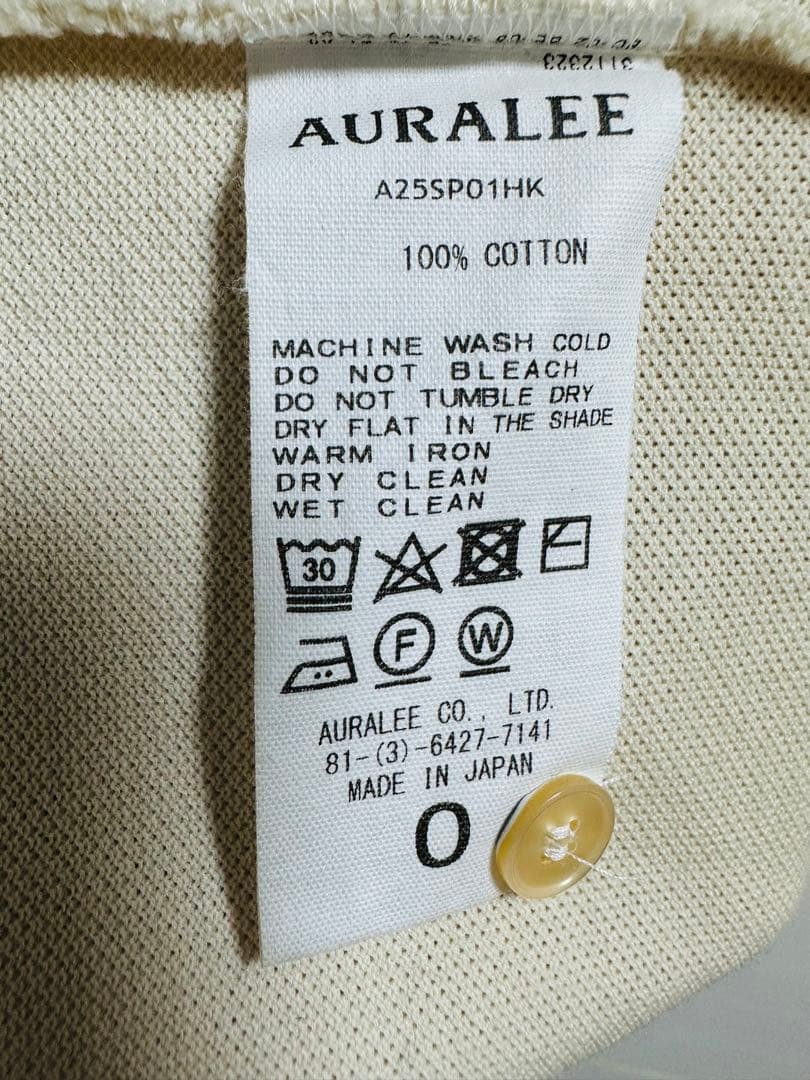 3112323
AURALEE
A25SP01HK
100% COTTON
MACHINE WASH COLD
DO NOT BLEACH
DO NOT TUMBLE DRY
DRY FLAT IN THE SHADE
WARM IRON
DRY CLEAN
WET CLEAN
30
F W
AURALEE CO., LTD.
81-(3)-6427-7141
MADE IN JAPAN
0